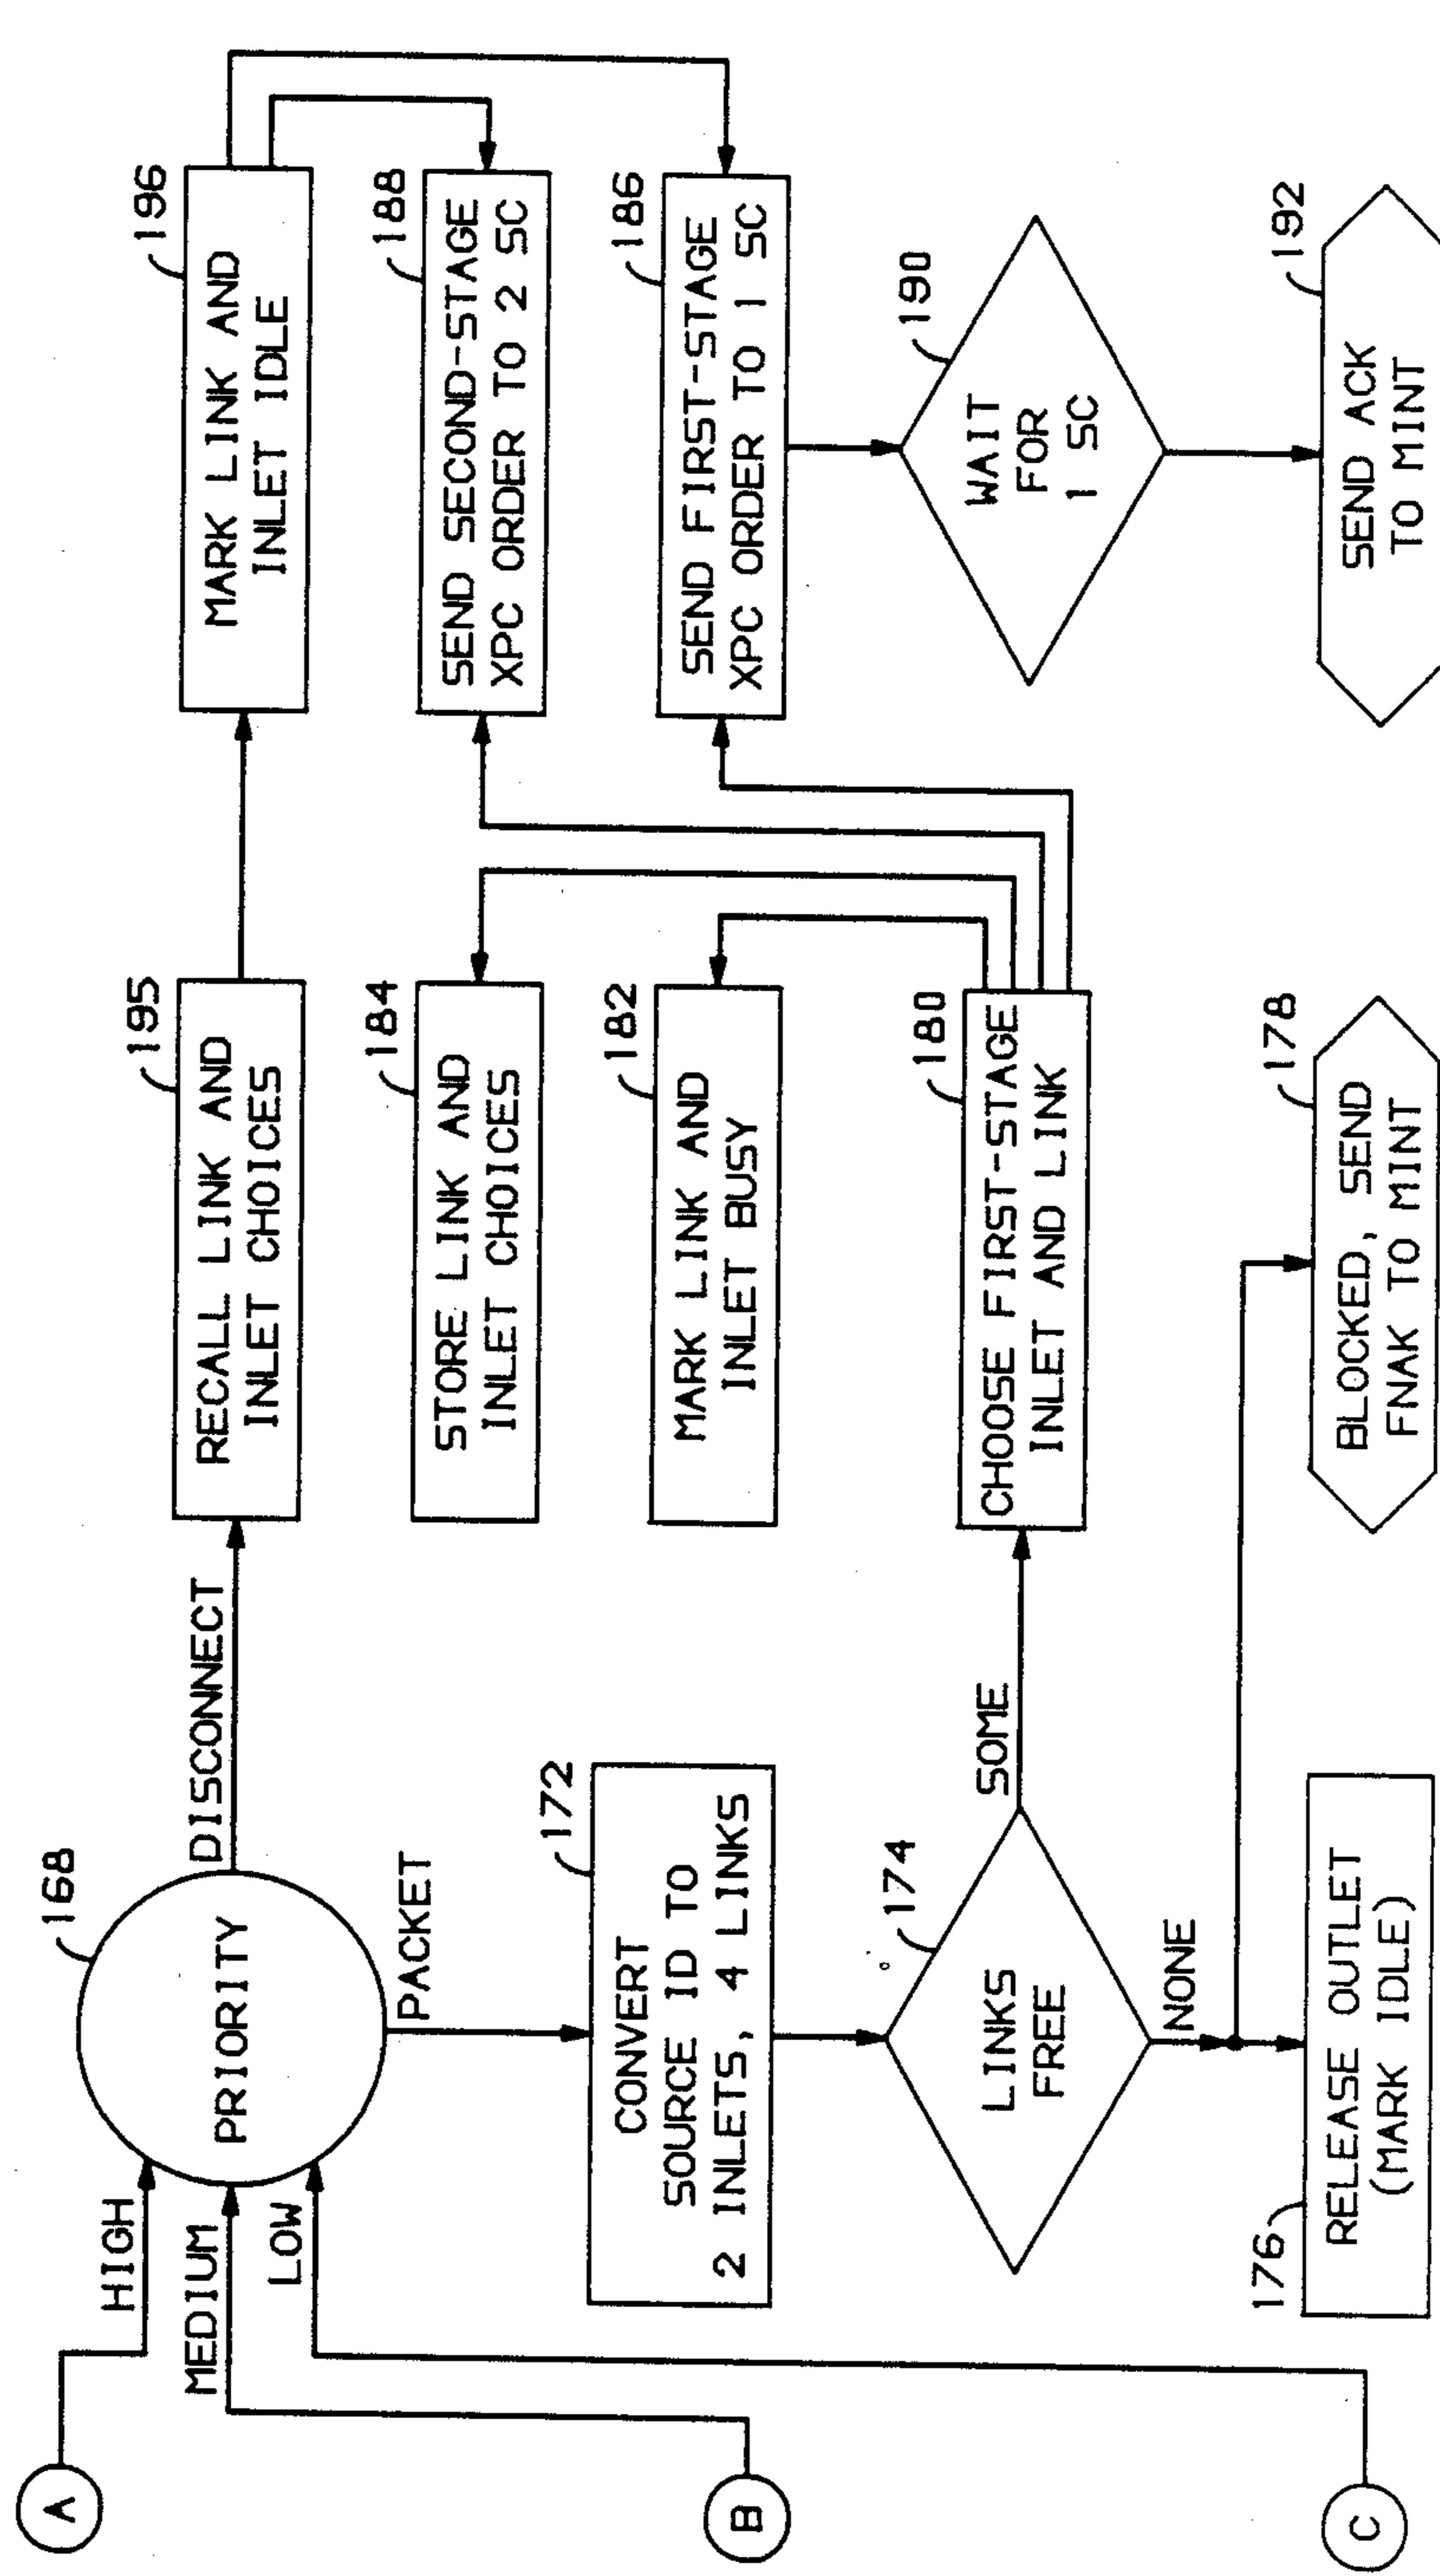 A
HIGH
MEDIUM
LOW
168
PRIORITY
DISCONNECT
PACKET
195
RECALL LINK AND
INLET CHOICES
196
MARK LINK AND
INLET IDLE
184
STORE LINK AND
INLET CHOICES
188
SEND SECOND-STAGE
XPC ORDER TO 2 SC
B
172
CONVERT
SOURCE ID TO
2 INLETS, 4 LINKS
182
MARK LINK AND
INLET BUSY
186
SEND FIRST-STAGE
XPC ORDER TO 1 SC
174
LINKS
FREE
SOME
NONE
180
CHOOSE FIRST-STAGE
INLET AND LINK
190
WAIT
FOR
1 SC
C
176
RELEASE OUTLET
(MARK IDLE)
178
BLOCKED, SEND
FNAK TO MINT
192
SEND ACK
TO MINT